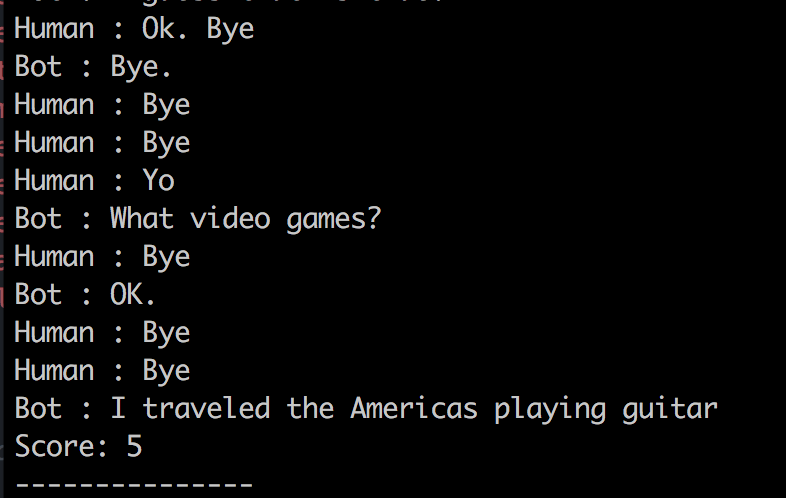 Human : Ok. Bye
Bot : Bye.
Human : Bye
Human : Bye
Human : Yo
Bot : What video games?
Human : Bye
Bot : OK.
Human : Bye
Human : Bye
Bot : I traveled the Americas playing guitar
Score: 5
---------------